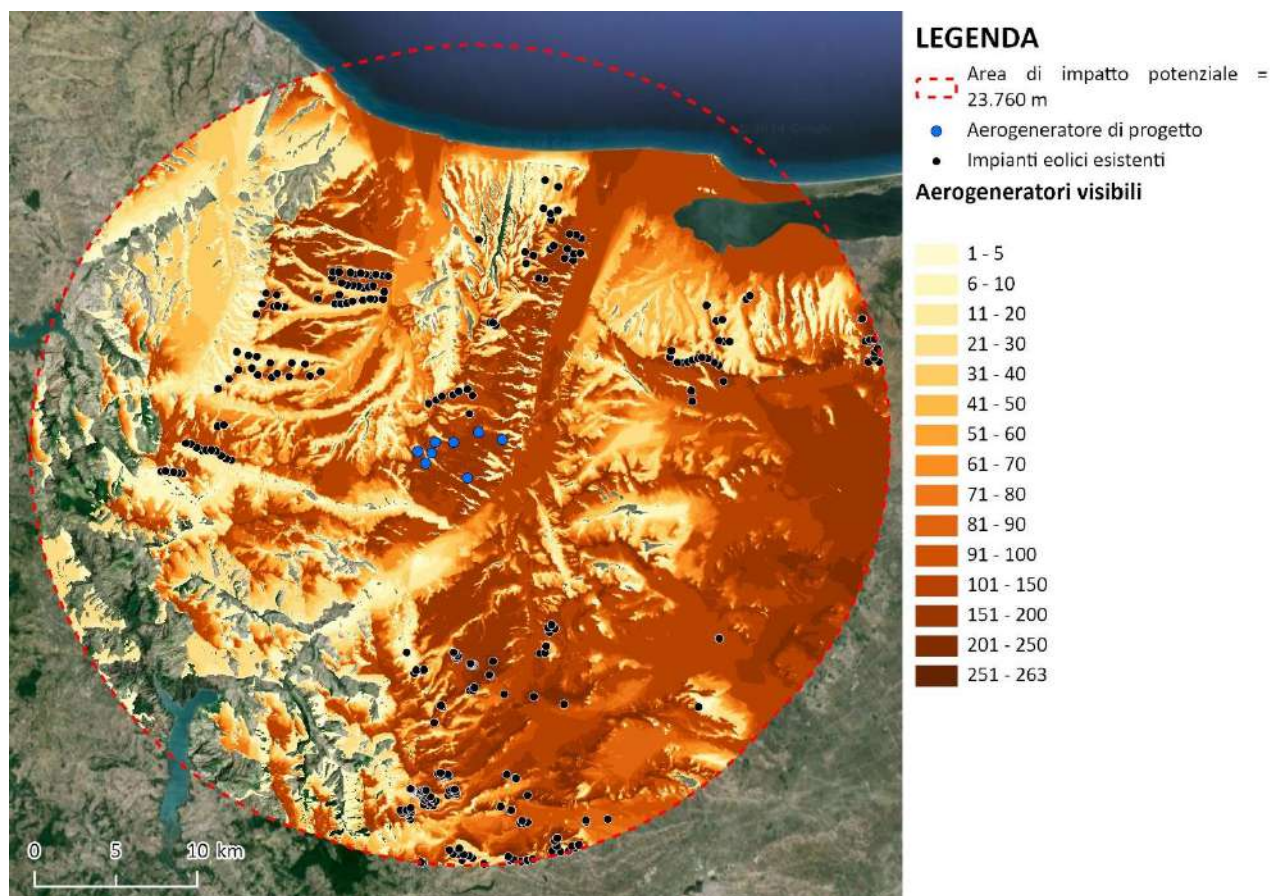 LEGENDA
Area di impatto potenziale =
23.760 m
Aerogeneratore di progetto
Impianti eolici esistenti
Aerogeneratori visibili
1 - 5
6 - 10
11 - 20
21 - 30
31 - 40
41 - 50
51 - 60
61 - 70
71 - 80
81 - 90
91 - 100
101 - 150
151 - 200
201 - 250
251 - 263
0 5 10 km